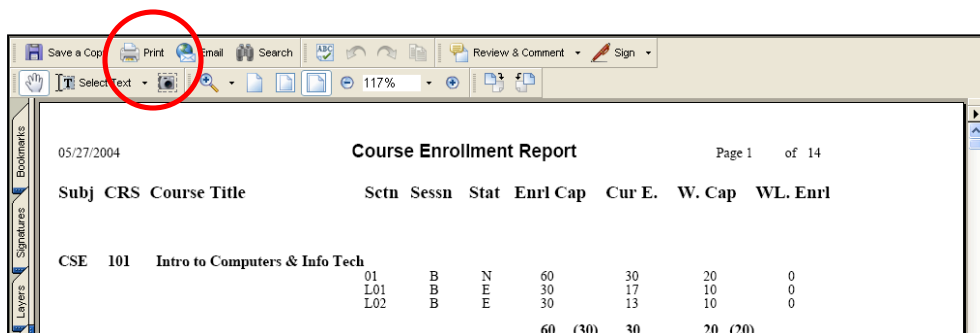 Save a Copy Print Email Search Review & Comment Sign
Select Text 117%
Bookmarks
Signatures
Layers
05/27/2004 Course Enrollment Report Page 1 of 14
Subj CRS Course Title Sctn Sessn Stat Enrl Cap Cur E. W. Cap WL. Enrl
CSE 101 Intro to Computers & Info Tech
01 B N 60 30 20 0
L01 B E 30 17 10 0
L02 B E 30 13 10 0
60 (30) 30 20 (20)